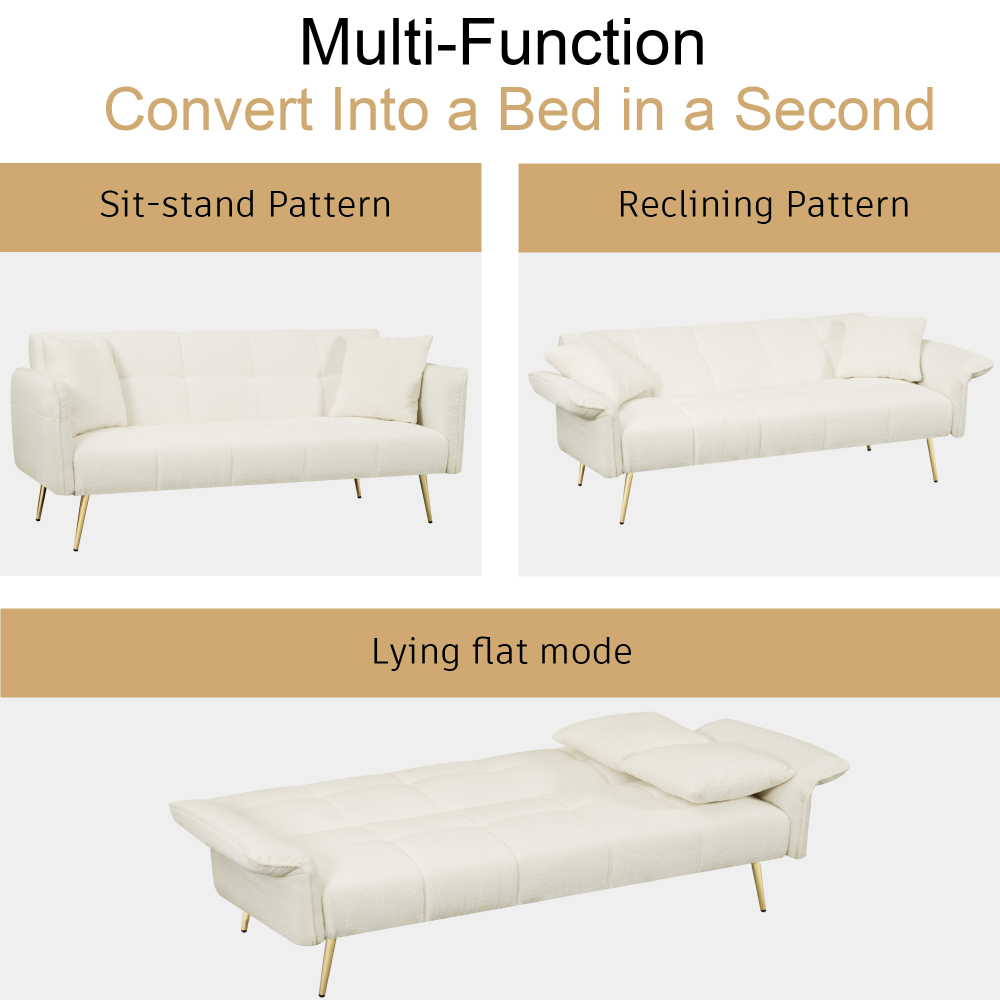 Multi-Function
Convert Into a Bed in a Second
Sit-stand Pattern
Reclining Pattern
Lying flat mode